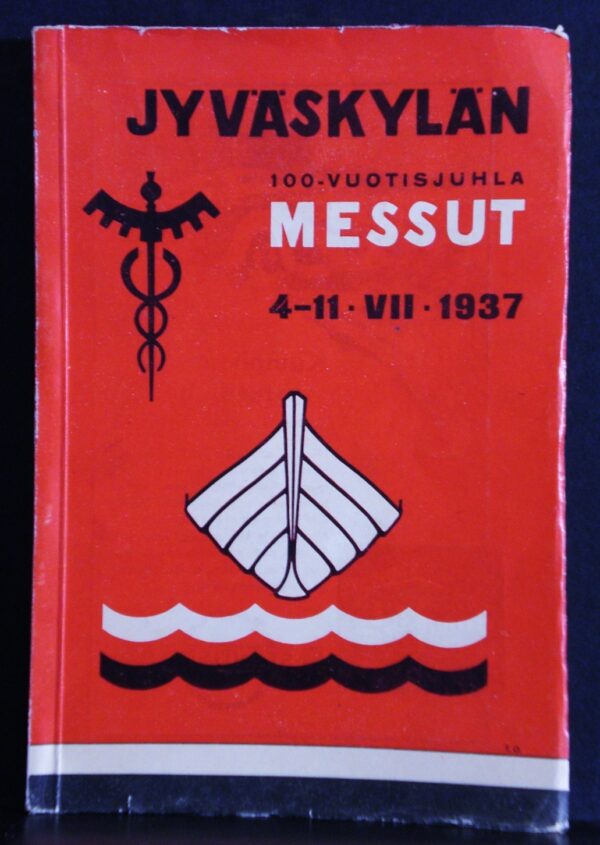 JYVÄSKYLÄN
100-VUOTISJUHLA
MESSUT
4–11 · VII · 1937